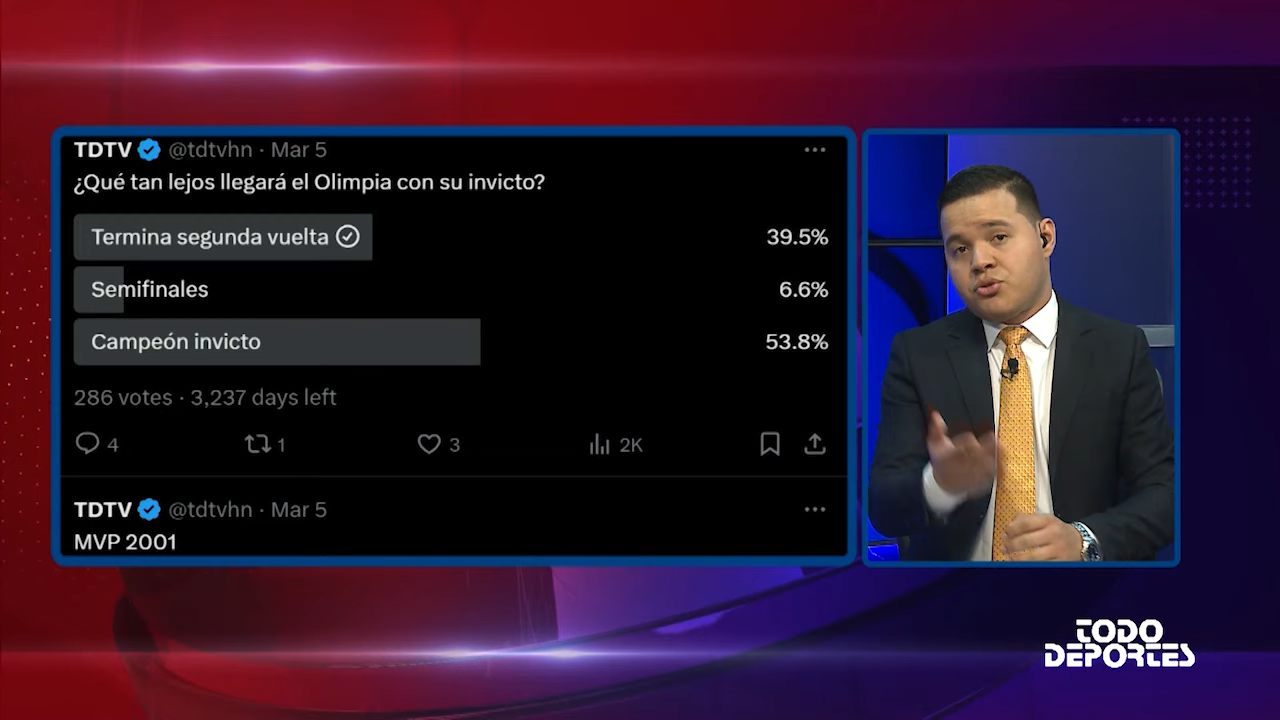 TDTV @tdtvhn · Mar 5
¿Qué tan lejos llegará el Olimpia con su invicto?
Termina segunda vuelta 39.5%
Semifinales 6.6%
Campeón invicto 53.8%
286 votes · 3,237 days left
4 1 3 2K
TDTV @tdtvhn · Mar 5
MVP 2001
TODO
DEPORTES